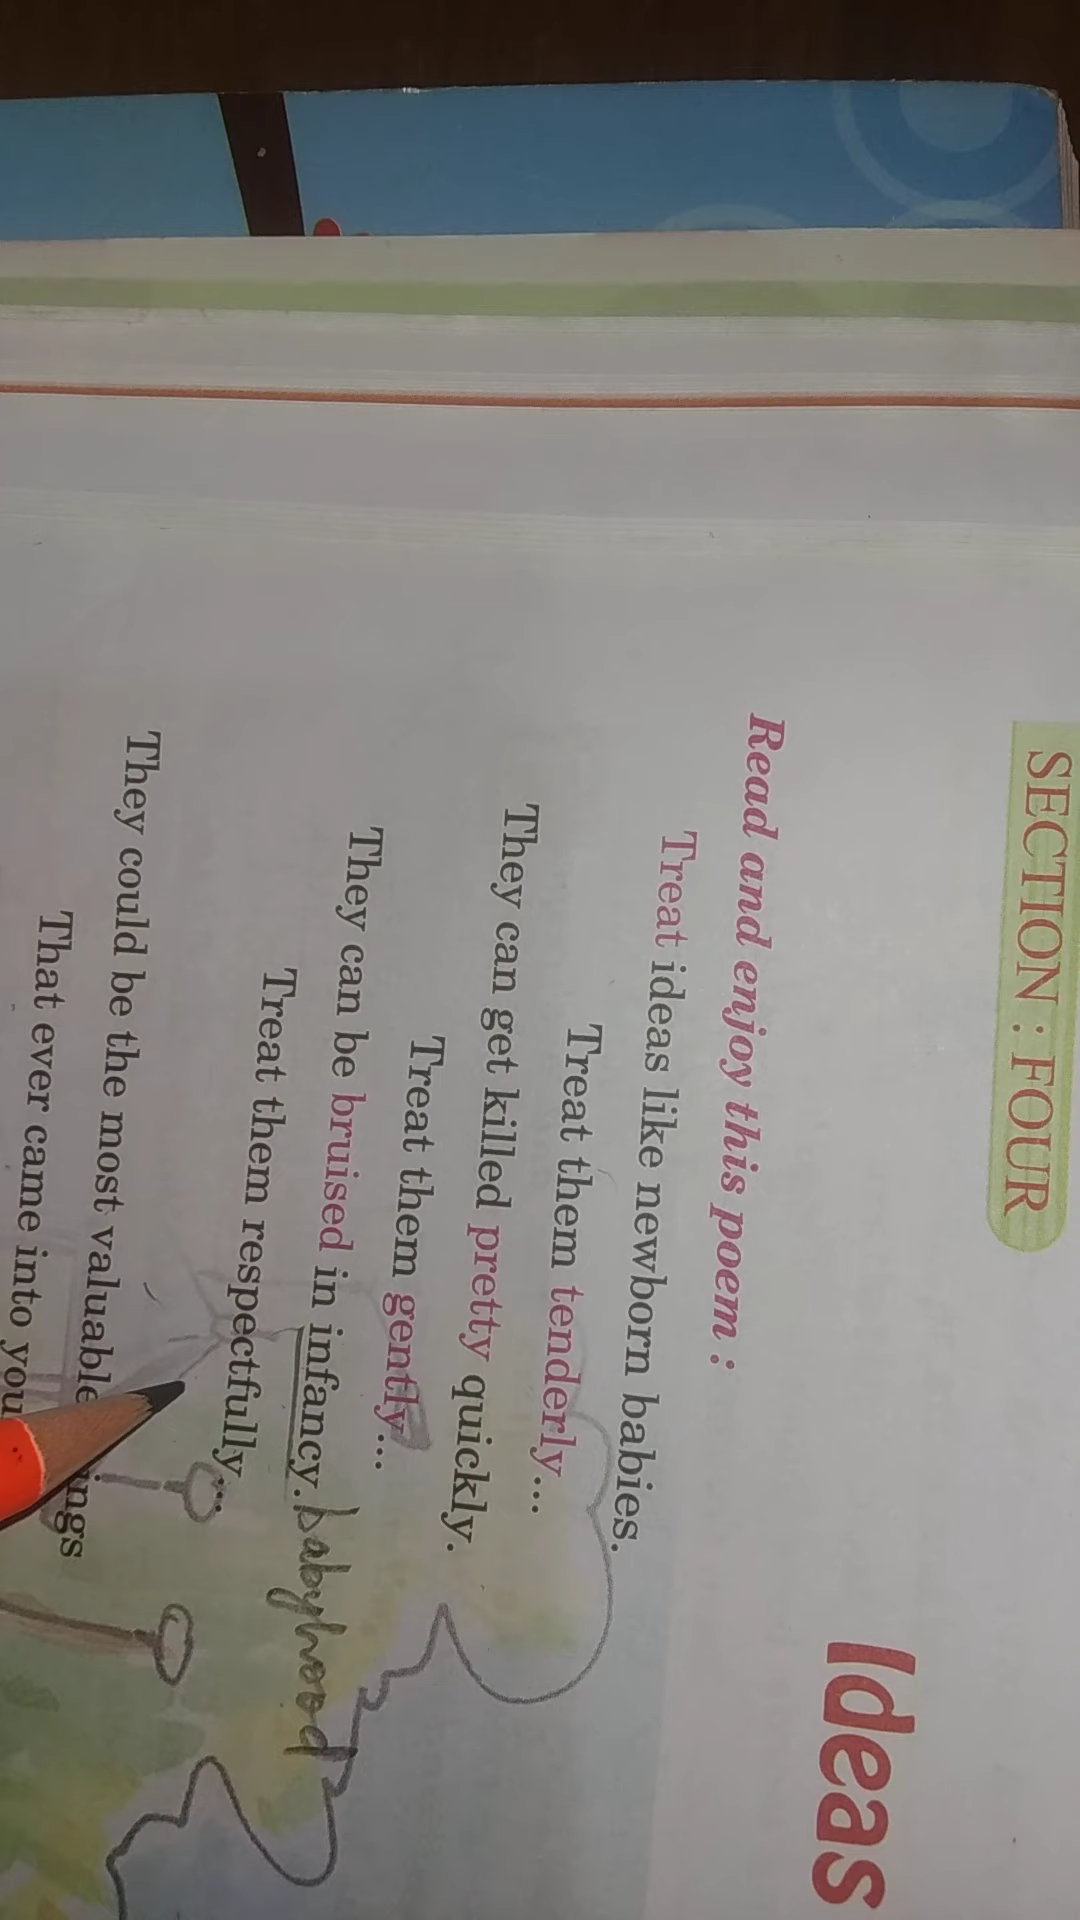 SECTION : FOUR
Ideas
Read and enjoy this poem :
Treat ideas like newborn babies.
Treat them tenderly...
They can get killed pretty quickly.
Treat them gently...
They can be bruised in infancy. babyhood
Treat them respectfully...
They could be the most valuable
That ever came into